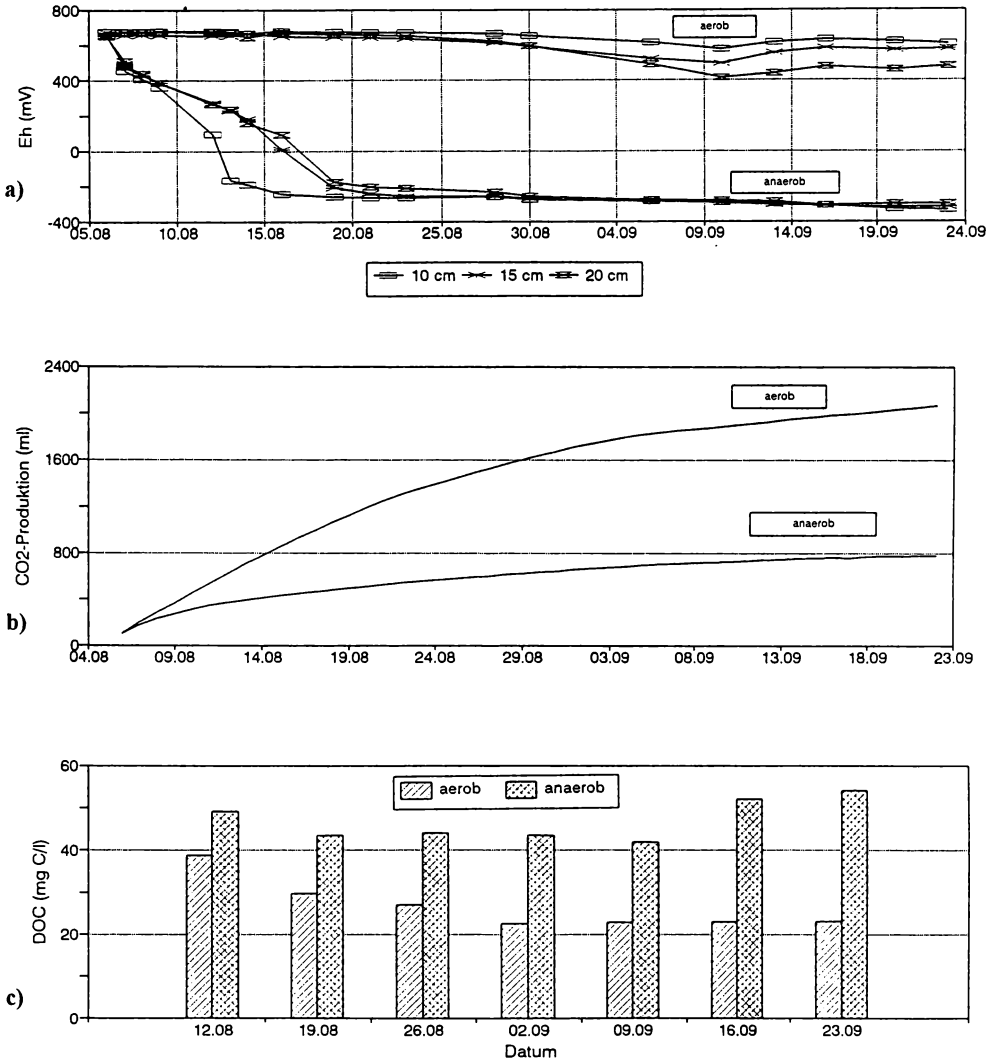 800
aerob
400
Eh (mV)
0
anaerob
a)
-400
05.08 10.08 15.08 20.08 25.08 30.08 04.09 09.09 14.09 19.09 24.09
10 cm 15 cm 20 cm
2400
aerob
1600
CO2-Produktion (ml)
anaerob
800
b)
0
04.08 09.08 14.08 19.08 24.08 29.08 03.09 08.09 13.09 18.09 23.09
60
aerob anaerob
40
DOC (mg C/l)
20
c)
0
12.08 19.08 26.08 02.09 09.09 16.09 23.09
Datum